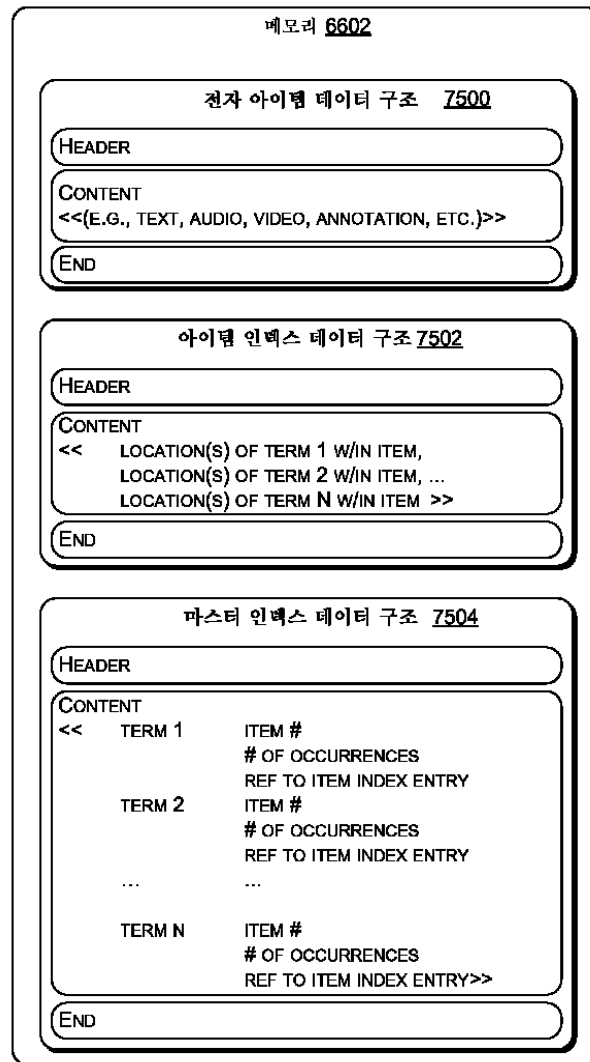 메모리 6602
전자 아이템 데이터 구조 7500
HEADER
CONTENT
<<(E.G., TEXT, AUDIO, VIDEO, ANNOTATION, ETC.)>>
END
아이템 인덱스 데이터 구조 7502
HEADER
CONTENT
<< LOCATION(S) OF TERM 1 W/IN ITEM,
LOCATION(S) OF TERM 2 W/IN ITEM, ...
LOCATION(S) OF TERM N W/IN ITEM >>
END
마스터 인덱스 데이터 구조 7504
HEADER
CONTENT
<< TERM 1 ITEM #
# OF OCCURRENCES
REF TO ITEM INDEX ENTRY
TERM 2 ITEM #
# OF OCCURRENCES
REF TO ITEM INDEX ENTRY
... ...
TERM N ITEM #
# OF OCCURRENCES
REF TO ITEM INDEX ENTRY>>
END